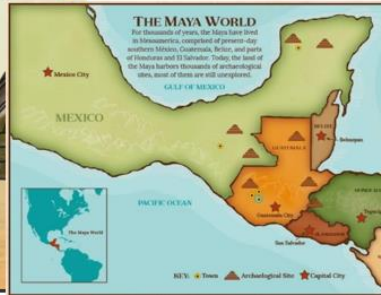 THE MAYA WORLD
For thousands of years, the Maya have lived
in Mesoamerica, comprised of present-day
southern México, Guatemala, Belize, and parts
of Honduras and El Salvador. Today, the land of
the Maya harbors thousands of archaeological
sites, most of them are still unexplored.
GULF OF MEXICO
Mexico City
MEXICO
BELIZE
Belmopan
GUATEMALA
PACIFIC OCEAN
Guatemala City
San Salvador
The Maya World
KEY: Town Archaeological Site Capital City